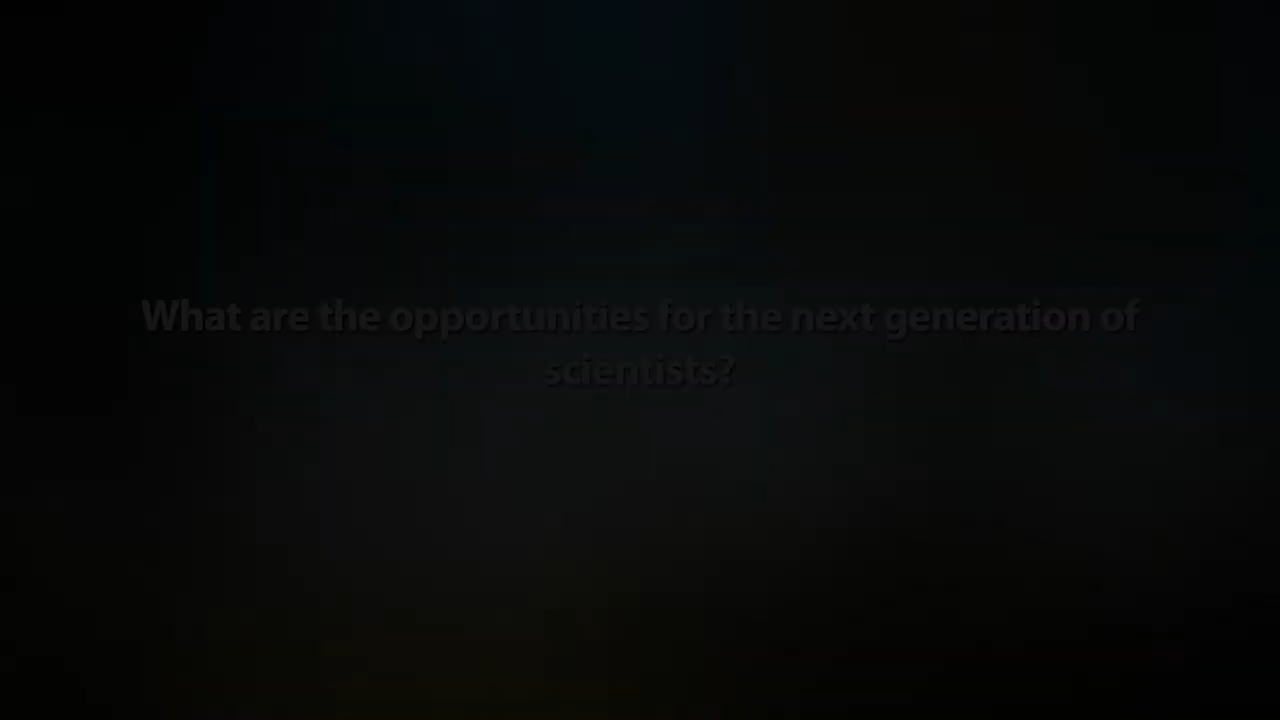 What are the opportunities for the next generation of
scientists?